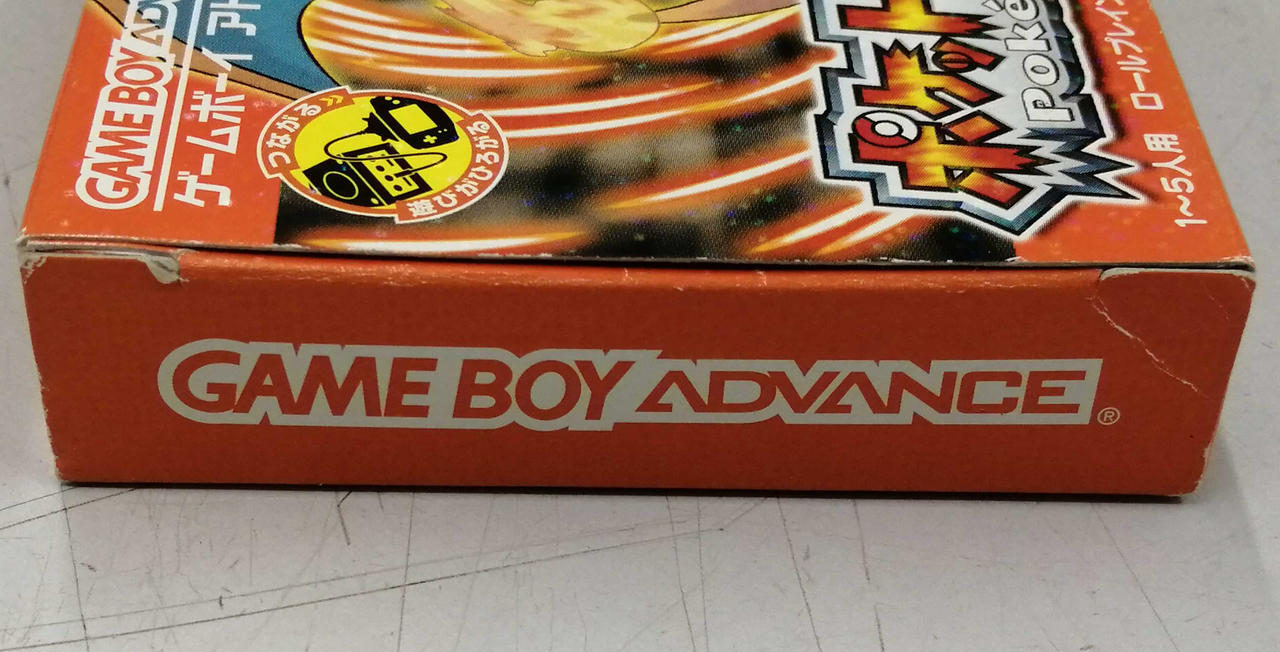 GAME BOY ADV
ゲームボーイ アド
つながる》
遊びがひろがる
ポケット
Poké
1〜5人用 ロールプレイン
GAME BOY ADVANCE®